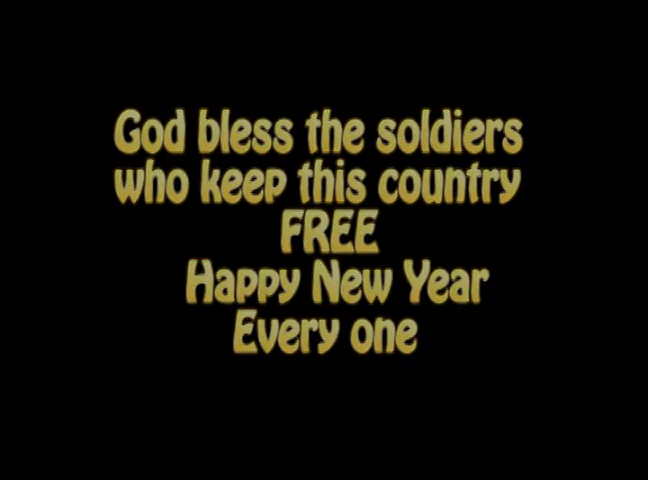 God bless the soldiers
who keep this country
FREE
Happy New Year
Every one